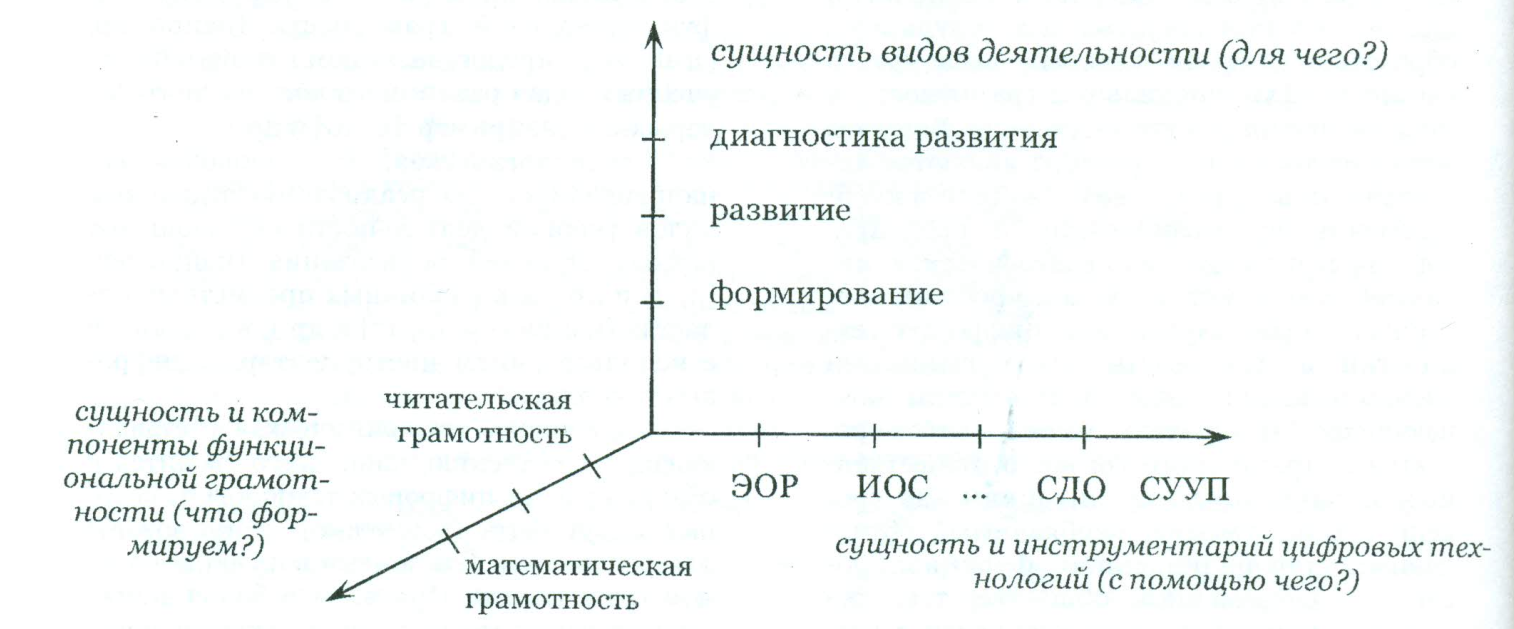 сущность видов деятельности (для чего?)
диагностика развития
развитие
формирование
читательская
грамотность
сущность и ком-
поненты функци-
ональной грамот-
ности (что фор-
мируем?)
ЭОР ИОС ... СДО СУУП
математическая
грамотность
сущность и инструментарий цифровых тех-
нологий (с помощью чего?)